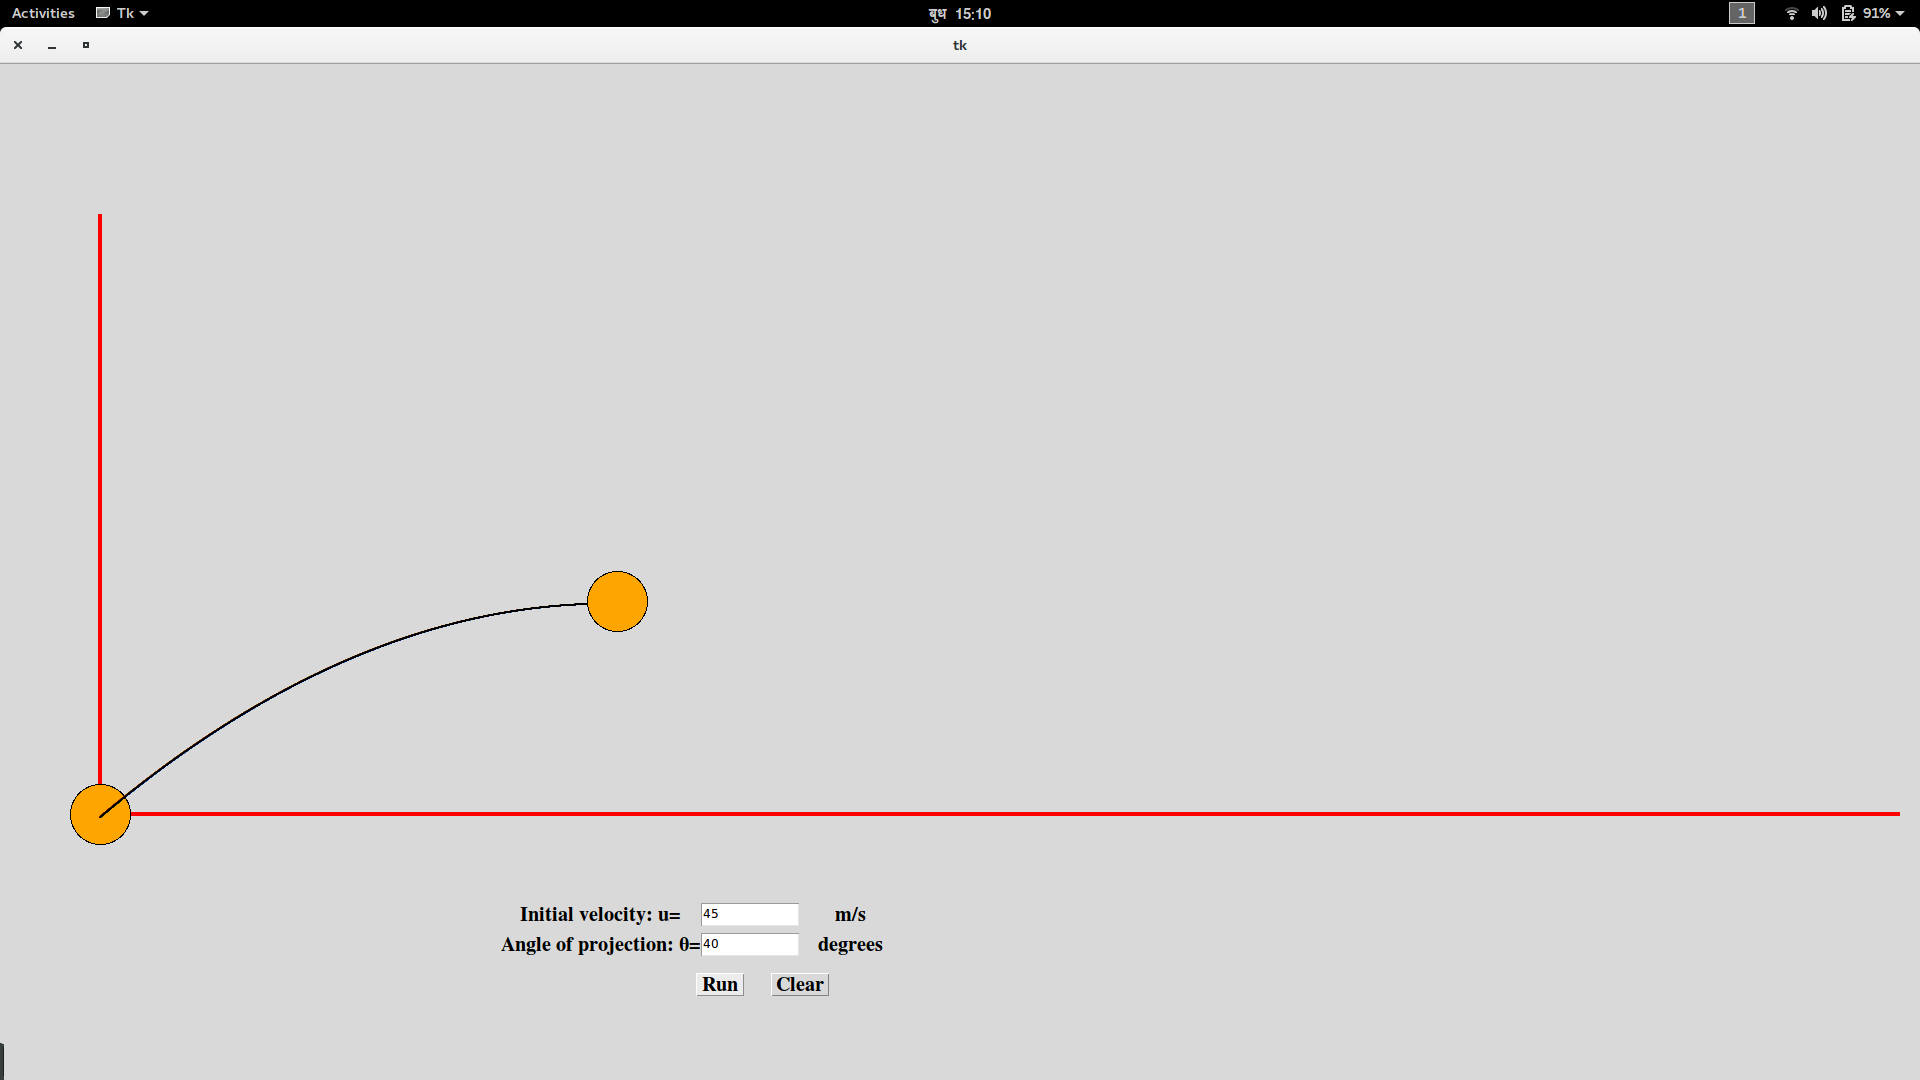 Activities Tk बुध 15:10 1 91%
tk
Initial velocity: u= 45 m/s
Angle of projection: θ= 40 degrees
Run Clear